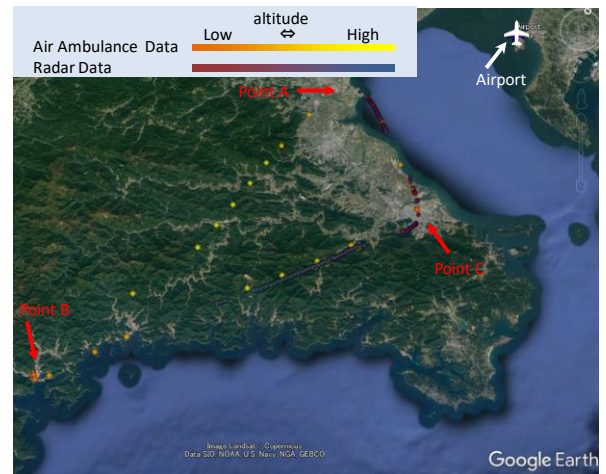 altitude
Low ⇔ High
Air Ambulance Data
Radar Data
Airport
Airport
Point A
Point C
Point B
Image Landsat / Copernicus
Data SIO, NOAA, U.S. Navy, NGA, GEBCO
Google Earth